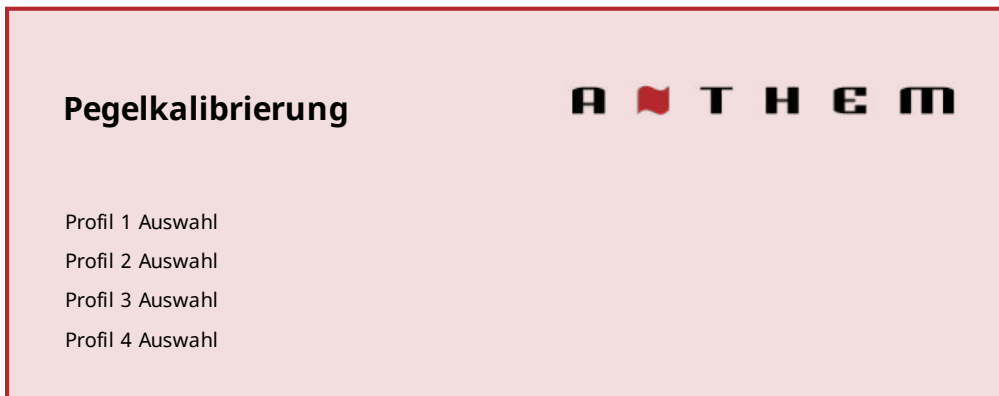 Pegelkalibrierung
ANTHEM
Profil 1 Auswahl
Profil 2 Auswahl
Profil 3 Auswahl
Profil 4 Auswahl